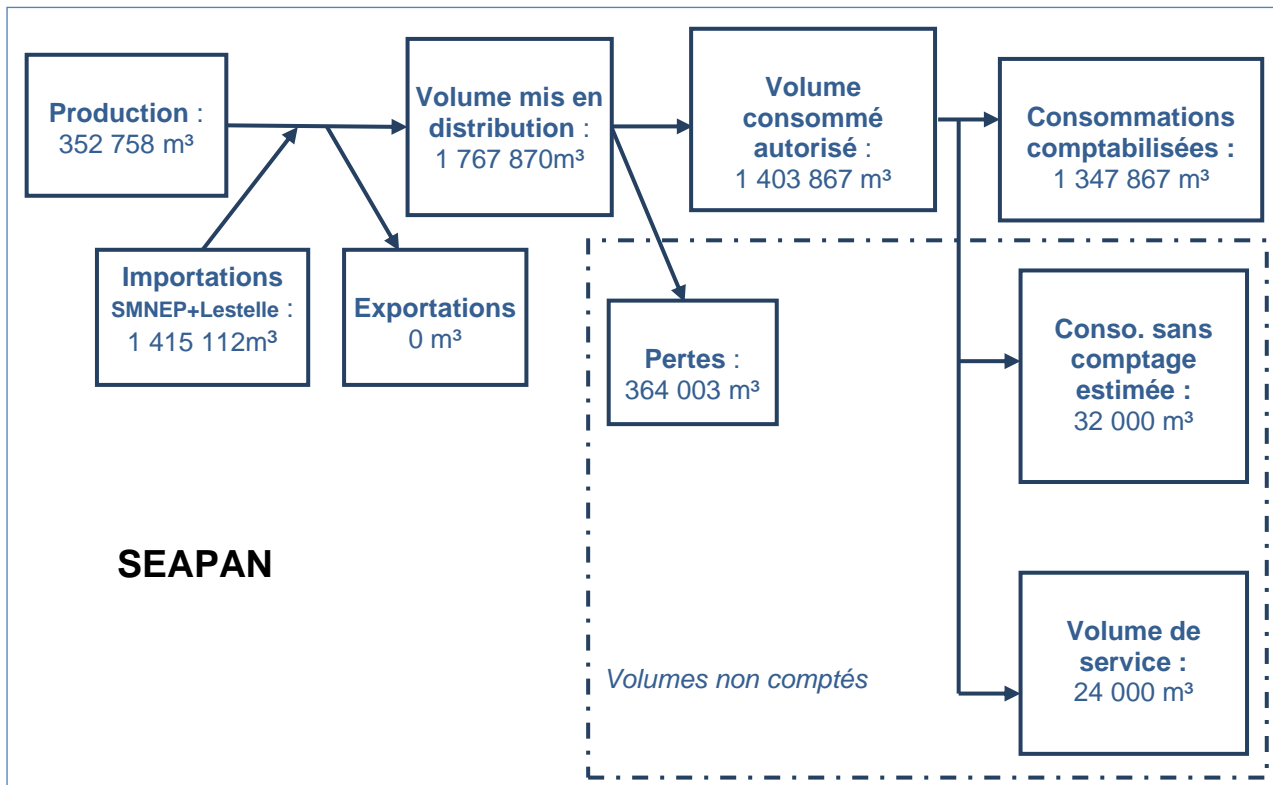 Production :
352 758 m³
Volume mis en
distribution :
1 767 870m³
Volume
consommé
autorisé :
1 403 867 m³
Consommations
comptabilisées :
1 347 867 m³
Importations
SMNEP+Lestelle :
1 415 112m³
Exportations
0 m³
Pertes :
364 003 m³
Conso. sans
comptage
estimée :
32 000 m³
SEAPAN
Volumes non comptés
Volume de
service :
24 000 m³